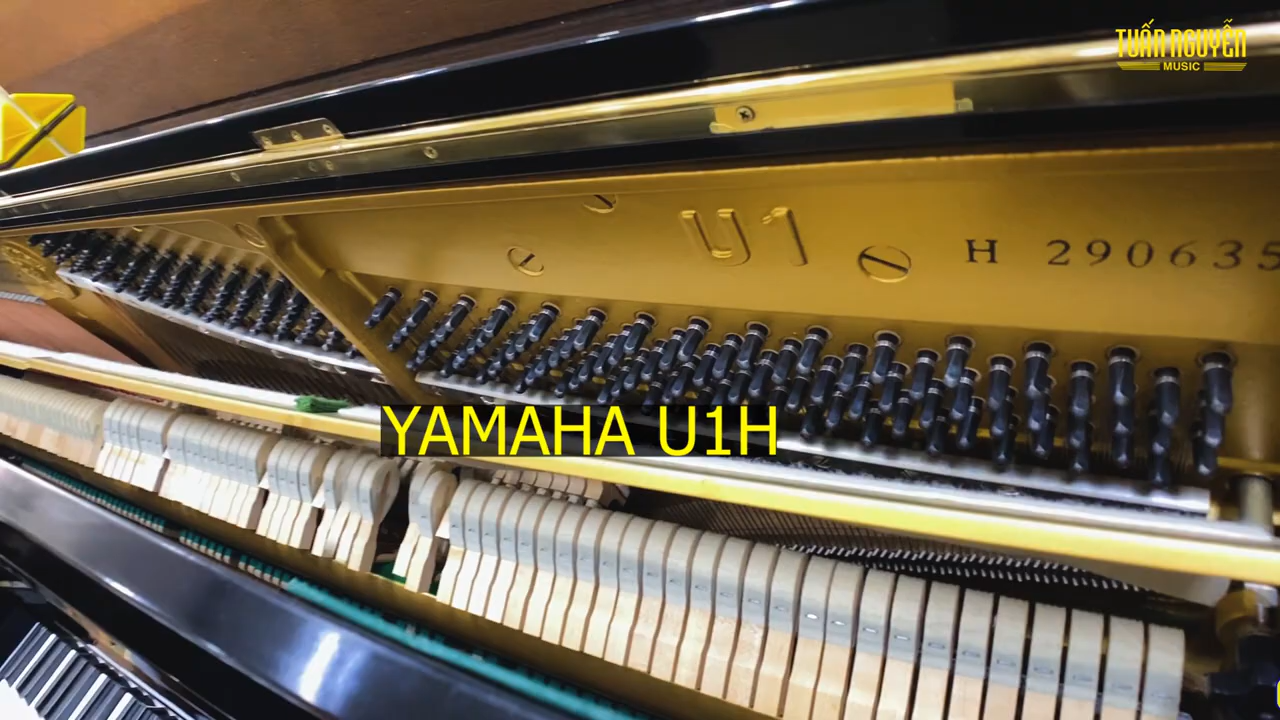 TUẤN NGUYỄN
MUSIC
U1
H 290635
YAMAHA U1H